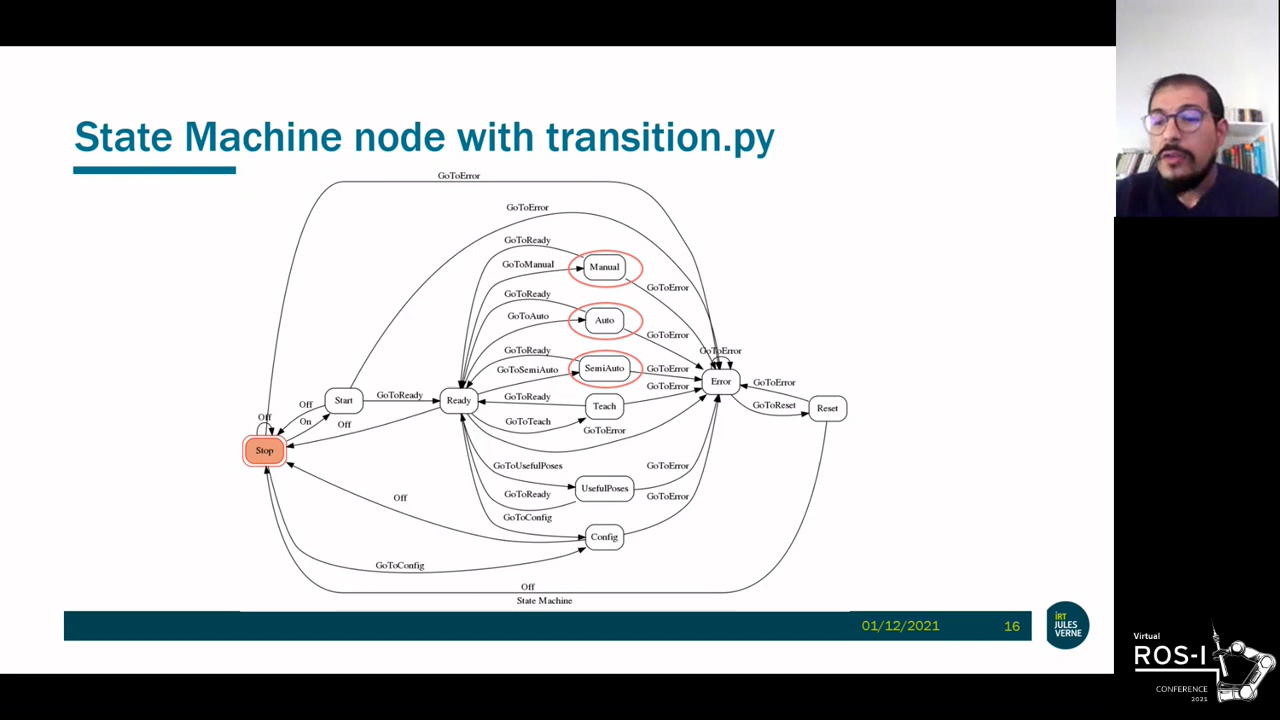 State Machine node with transition.py
GoToError
GoToError
GoToReady
GoToManual
Manual
GoToError
GoToReady
GoToAuto
Auto
GoToError
GoToReady
GoToSemiAuto
SemiAuto
GoToError
GoToError
GoToError
Error
GoToError
GoToReset
Reset
Off
Off
On
Start
GoToReady
Off
Ready
GoToReady
Teach
GoToTeach
GoToError
Stop
GoToUsefulPoses
UsefulPoses
GoToError
GoToReady
GoToError
Off
GoToConfig
Config
GoToConfig
Off
State Machine
01/12/2021
16
iRT
JULES
VERNE
Virtual
ROS-I
CONFERENCE
2021